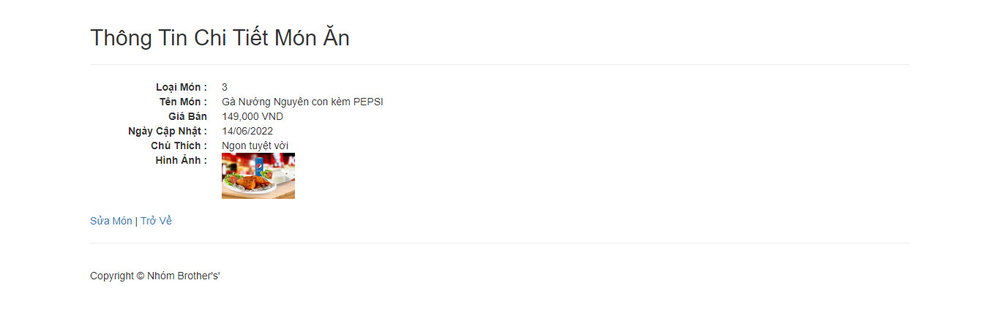 Thông Tin Chi Tiết Món Ăn
Loại Món : 3
Tên Món : Gà Nướng Nguyên con kèm PEPSI
Giá Bán 149,000 VND
Ngày Cập Nhật : 14/06/2022
Chú Thích : Ngon tuyệt vời
Hình Ảnh :
Sửa Món | Trở Về
Copyright © Nhóm Brother's'